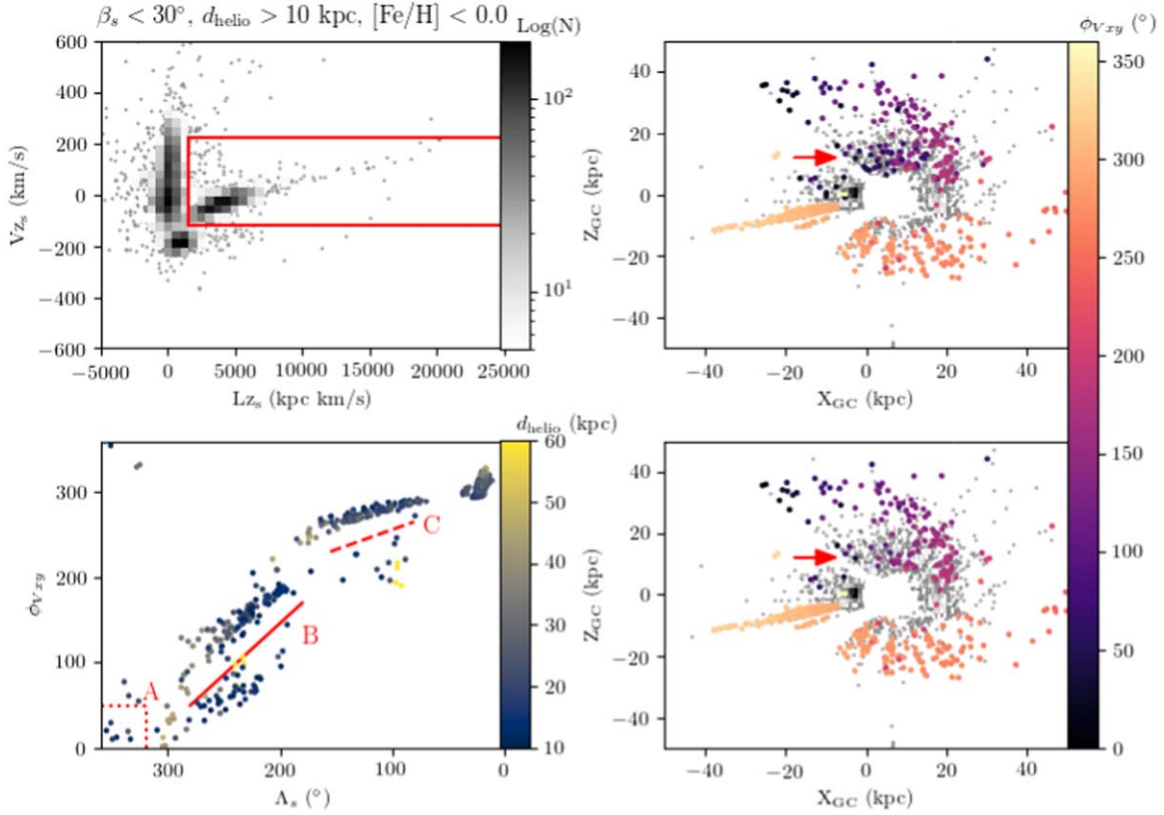 β_s < 30°, d_helio > 10 kpc, [Fe/H] < 0.0
Log(N)
600
400
200
0
−200
−400
−600
Vz_s (km/s)
−5000 0 5000 10000 15000 20000 25000
Lz_s (kpc km/s)
10²
10¹
40
20
0
−20
−40
Z_GC (kpc)
−40 −20 0 20 40
X_GC (kpc)
ϕ_Vxy (°)
350
300
250
200
150
100
50
0
d_helio (kpc)
300
200
100
0
ϕ_Vxy
A
B
C
300 200 100 0
Λ_s (°)
60
50
40
30
20
10
40
20
0
−20
−40
Z_GC (kpc)
−40 −20 0 20 40
X_GC (kpc)